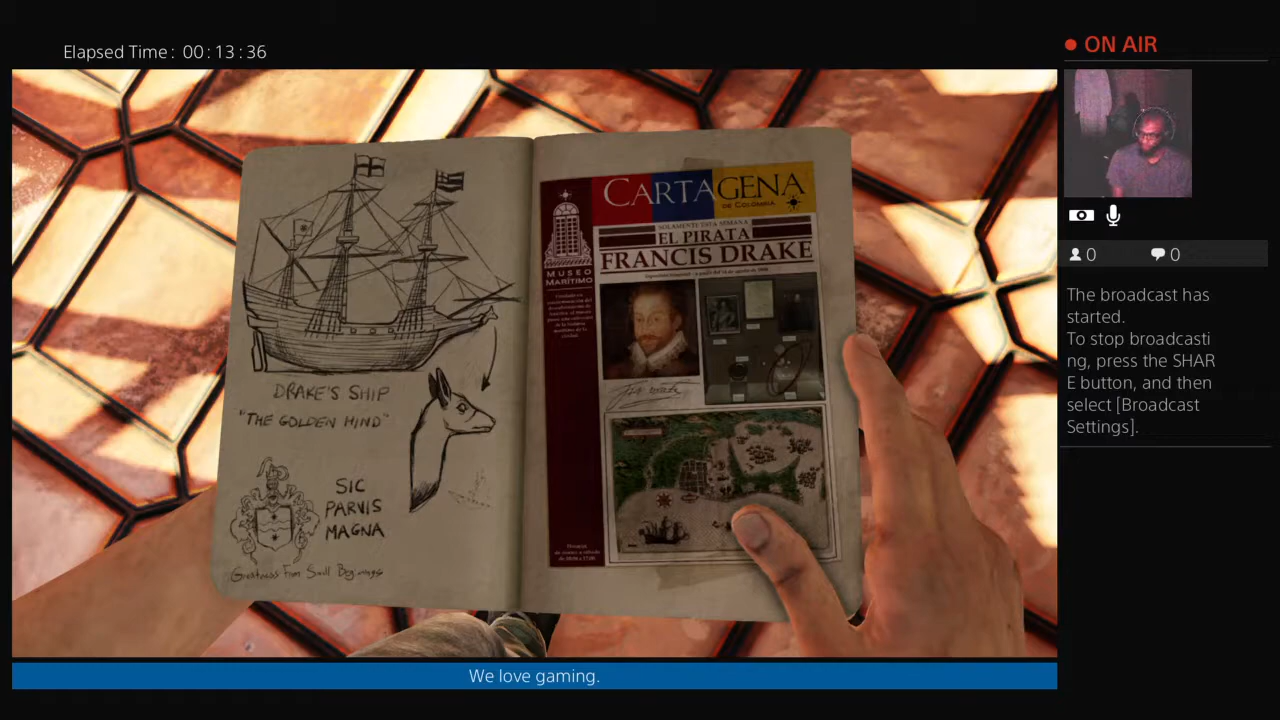 Elapsed Time: 00:13:36
ON AIR
0
0
The broadcast has
started.
To stop broadcasti
ng, press the SHAR
E button, and then
select [Broadcast
Settings].
DRAKE'S SHIP
"THE GOLDEN HIND"
SIC
PARVIS
MAGNA
Greatness From Small Beginnings
CARTAGENA
DE COLOMBIA
SOLAMENTE ESTA SEMANA
EL PIRATA
FRANCIS DRAKE
MUSEO
MARÍTIMO
We love gaming.